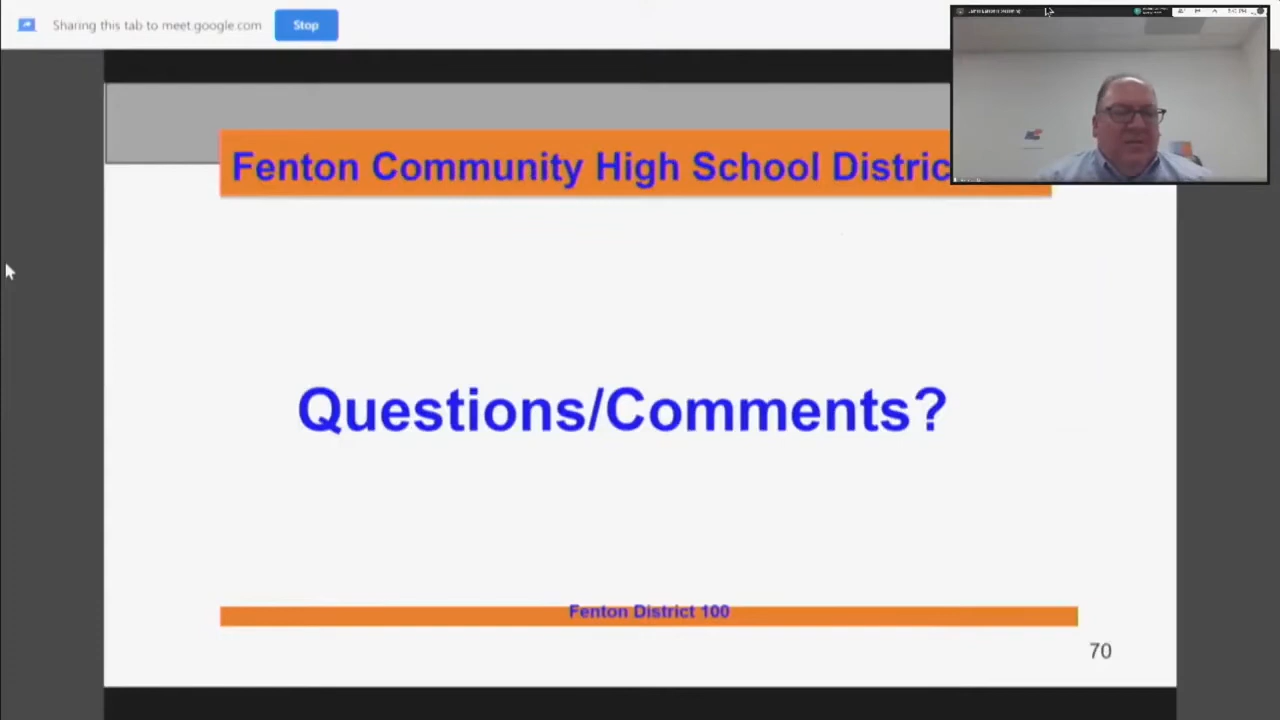 Sharing this tab to meet.google.com
Stop
Fenton Community High School Distric
Questions/Comments?
Fenton District 100
70